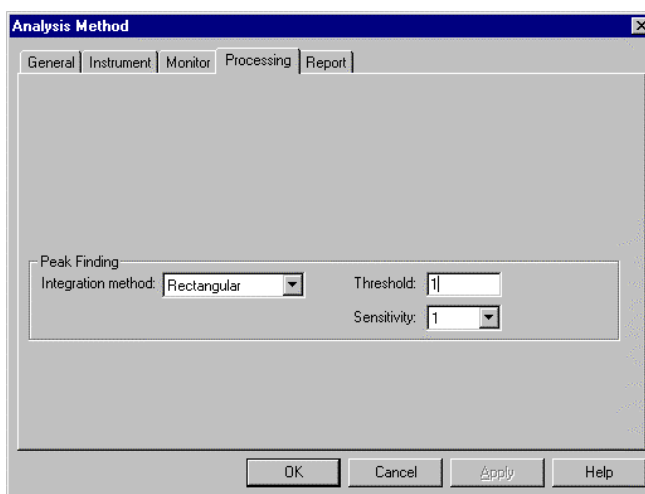 Analysis Method
General Instrument Monitor Processing Report
Peak Finding
Integration method: Rectangular Threshold: 1
Sensitivity: 1
OK Cancel Apply Help